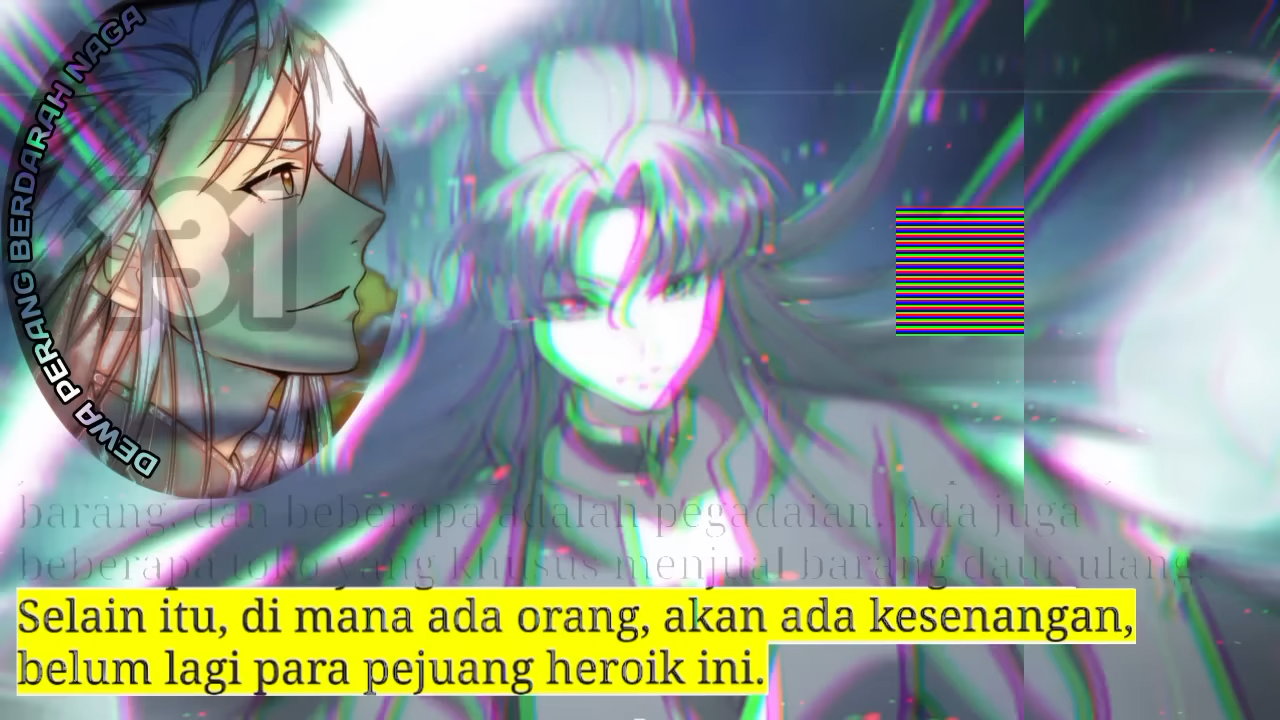 DEWA PERANG BERDARAH NAGA
131
barang, dan beberapa adalah pegadaian. Ada juga
beberapa toko yang khusus menjual barang daur ulang.
Selain itu, di mana ada orang, akan ada kesenangan,
belum lagi para pejuang heroik ini.